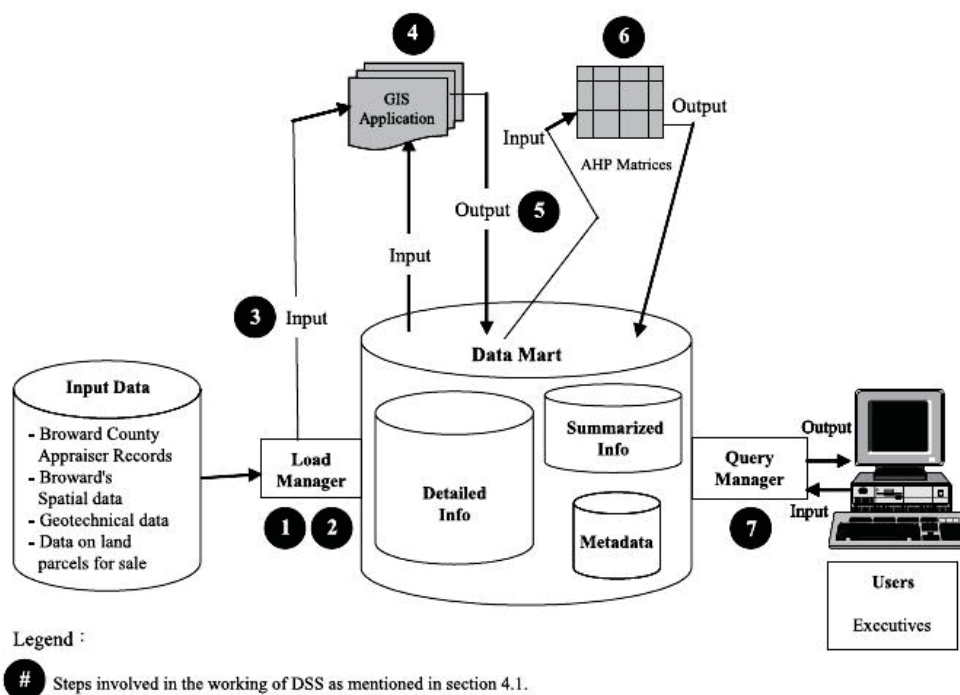 4
6
GIS
Application
Input
Output
AHP Matrices
Output
5
Input
3
Input
Data Mart
Input Data
- Broward County
Appraiser Records
- Broward's
Spatial data
- Geotechnical data
- Data on land
parcels for sale
Load
Manager
1
2
Detailed
Info
Summarized
Info
Metadata
Query
Manager
7
Output
Input
Users
Executives
Legend :
# Steps involved in the working of DSS as mentioned in section 4.1.